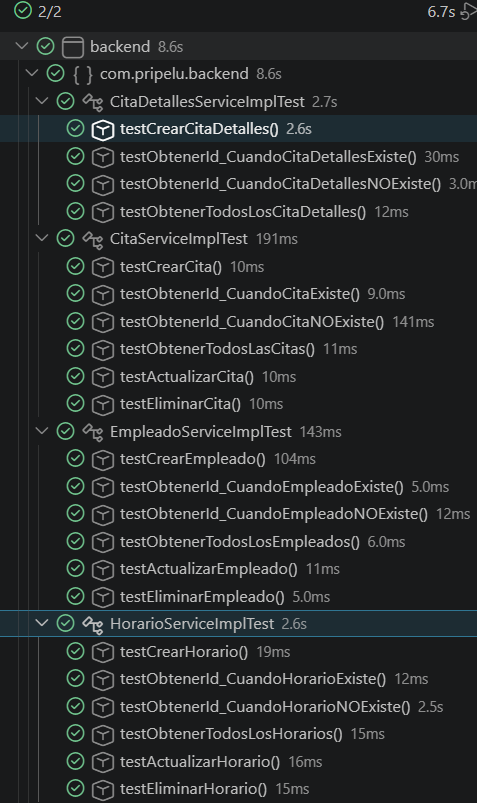 2/2 6.7s
backend 8.6s
{ } com.pripelu.backend 8.6s
CitaDetallesServiceImplTest 2.7s
testCrearCitaDetalles() 2.6s
testObtenerId_CuandoCitaDetallesExiste() 30ms
testObtenerId_CuandoCitaDetallesNOExiste() 3.0m
testObtenerTodosLosCitaDetalles() 12ms
CitaServiceImplTest 191ms
testCrearCita() 10ms
testObtenerId_CuandoCitaExiste() 9.0ms
testObtenerId_CuandoCitaNOExiste() 141ms
testObtenerTodosLasCitas() 11ms
testActualizarCita() 10ms
testEliminarCita() 10ms
EmpleadoServiceImplTest 143ms
testCrearEmpleado() 104ms
testObtenerId_CuandoEmpleadoExiste() 5.0ms
testObtenerId_CuandoEmpleadoNOExiste() 12ms
testObtenerTodosLosEmpleados() 6.0ms
testActualizarEmpleado() 11ms
testEliminarEmpleado() 5.0ms
HorarioServiceImplTest 2.6s
testCrearHorario() 19ms
testObtenerId_CuandoHorarioExiste() 12ms
testObtenerId_CuandoHorarioNOExiste() 2.5s
testObtenerTodosLosHorarios() 15ms
testActualizarHorario() 16ms
testEliminarHorario() 15ms